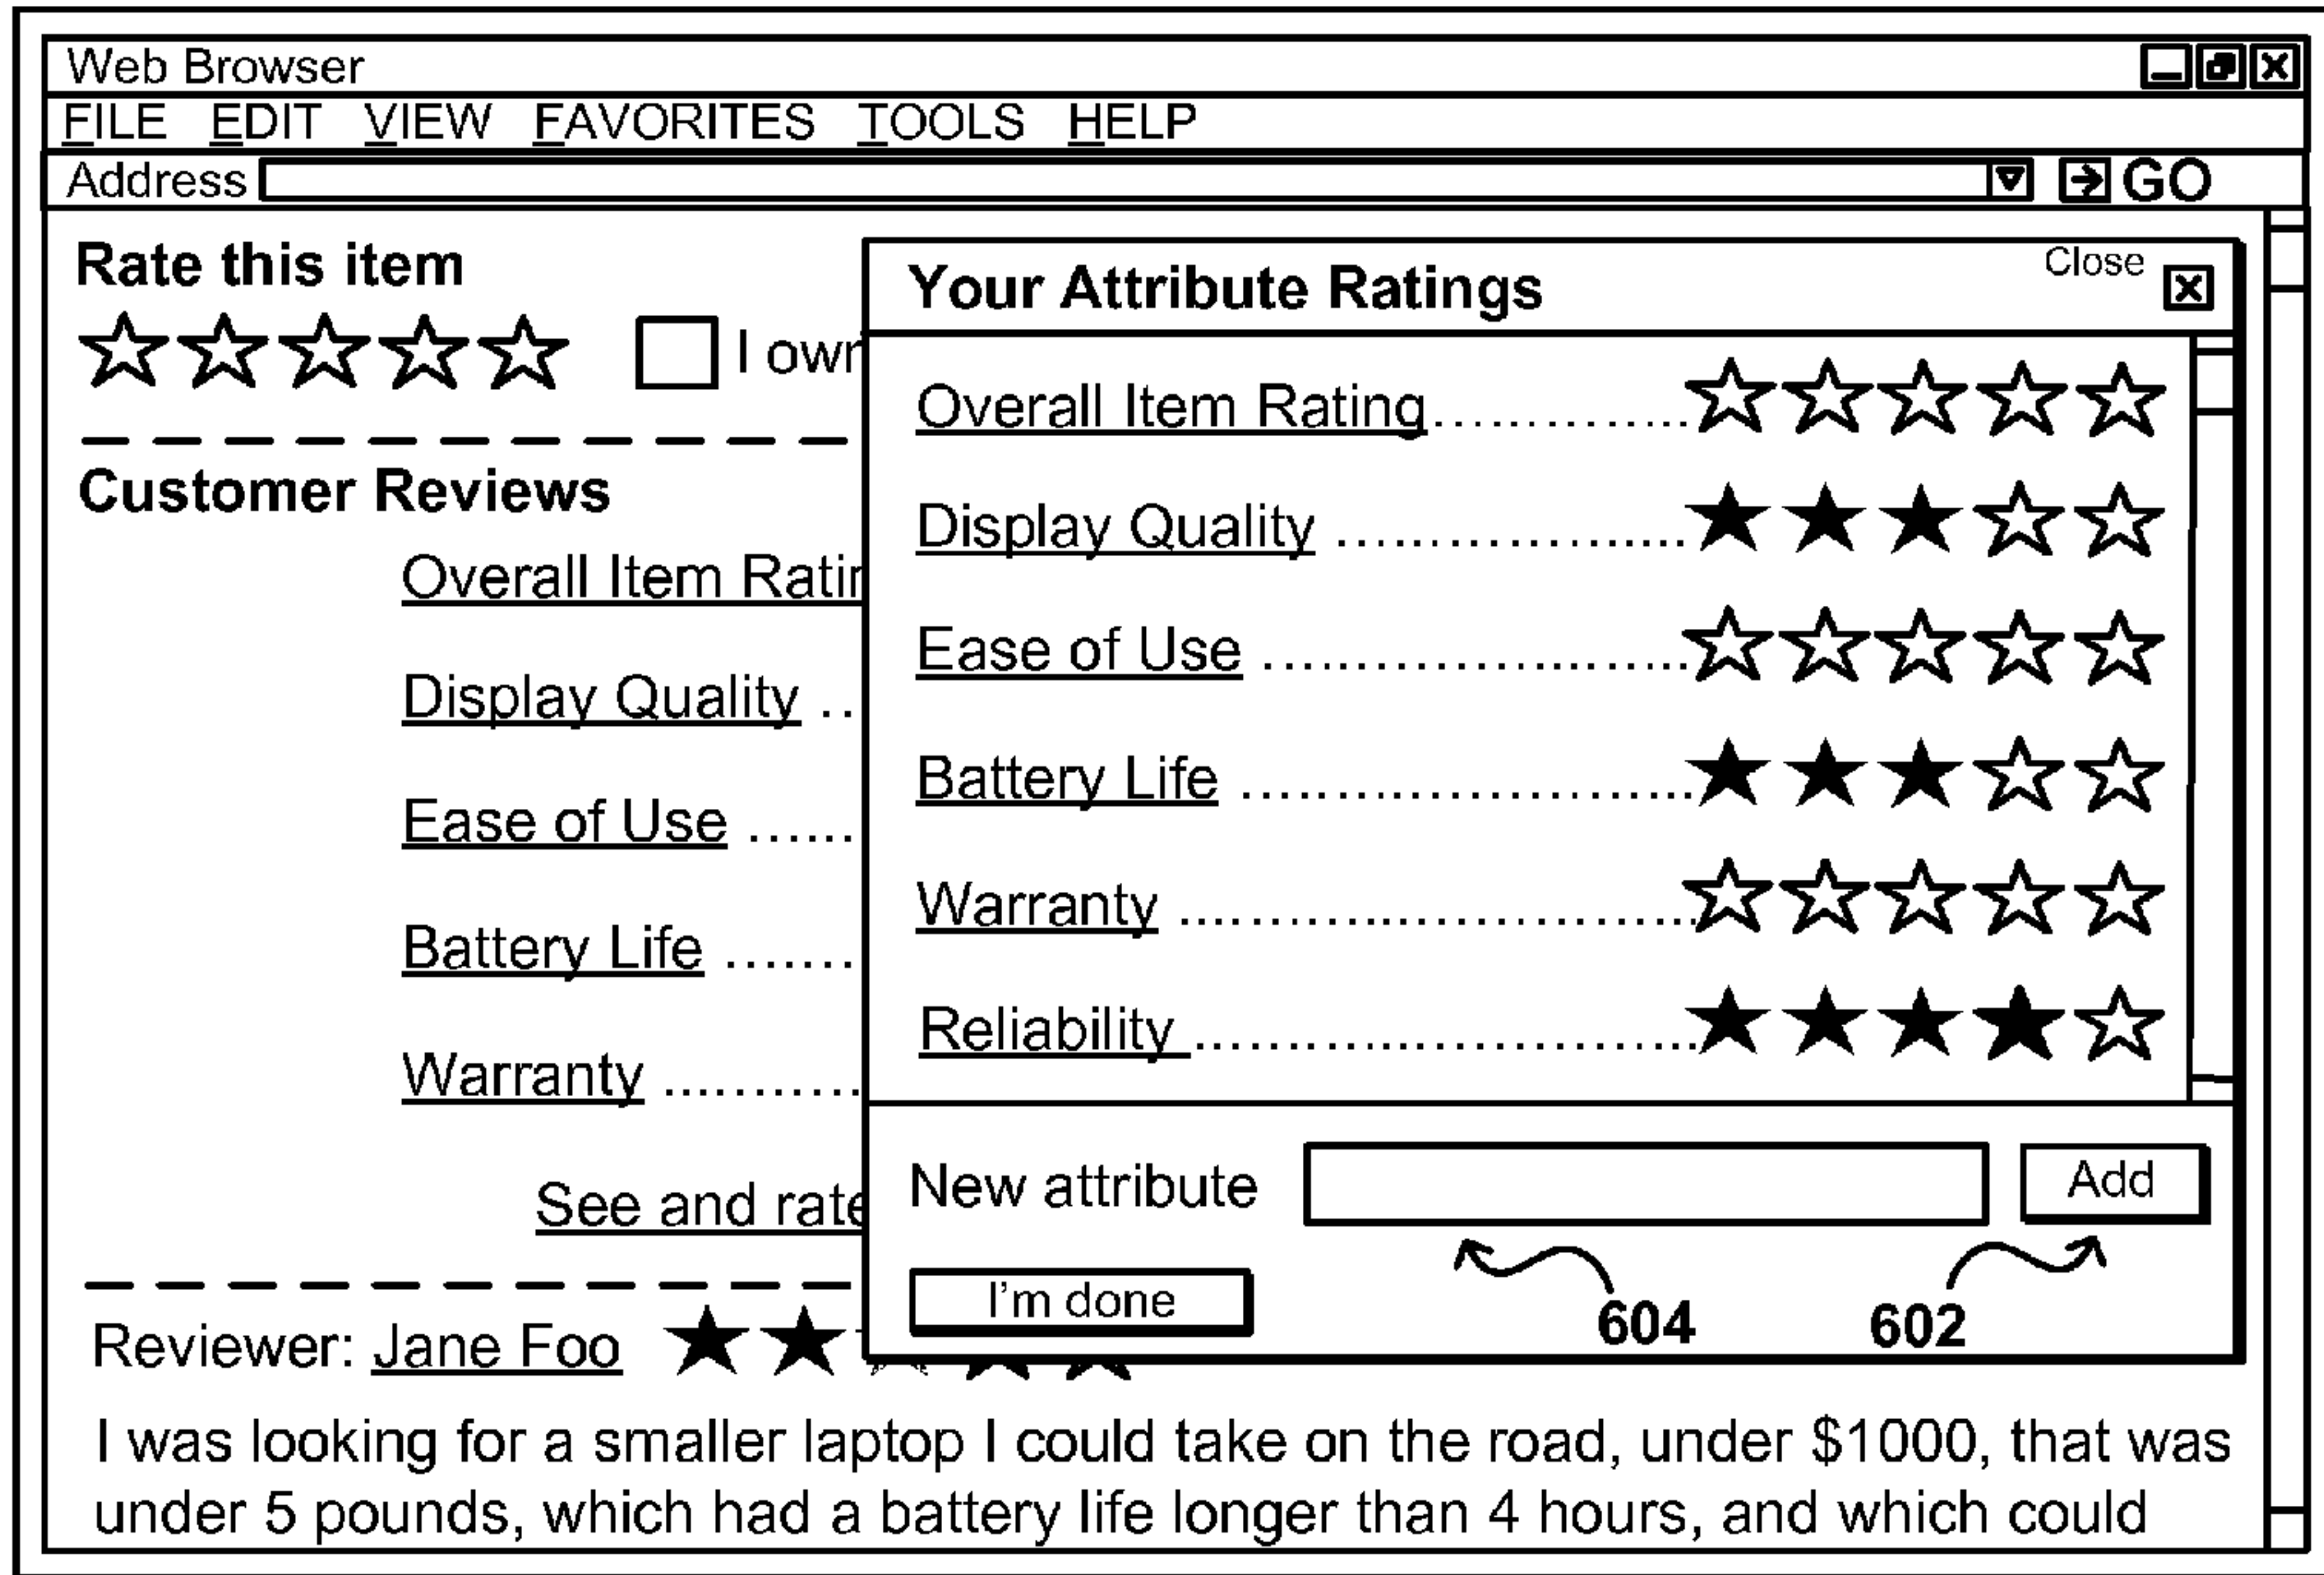 Web Browser
FILE EDIT VIEW FAVORITES TOOLS HELP
Address GO
Rate this item
I own
Customer Reviews
Overall Item
Display Quality
Ease of Use
Battery Life
Warranty
See and rate
Your Attribute Ratings
Close
Overall Item Rating
Display Quality
Ease of Use
Battery Life
Warranty
Reliability
New attribute
Add
I'm done
604
602
Reviewer: Jane Foo
I was looking for a smaller laptop I could take on the road, under $1000, that was
under 5 pounds, which had a battery life longer than 4 hours, and which could